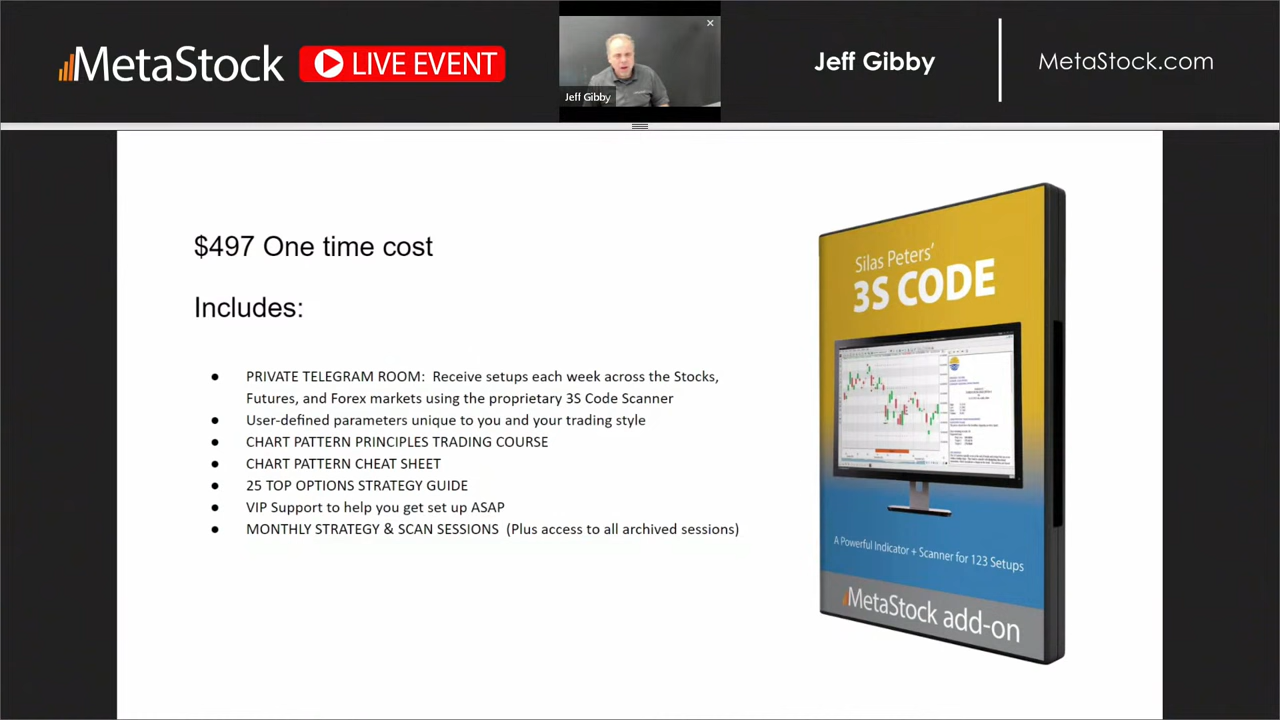 MetaStock
LIVE EVENT
Jeff Gibby
Jeff Gibby
MetaStock.com
$497 One time cost
Includes:
● PRIVATE TELEGRAM ROOM: Receive setups each week across the Stocks,
Futures, and Forex markets using the proprietary 3S Code Scanner
● User-defined parameters unique to you and your trading style
● CHART PATTERN PRINCIPLES TRADING COURSE
● CHART PATTERN CHEAT SHEET
● 25 TOP OPTIONS STRATEGY GUIDE
● VIP Support to help you get set up ASAP
● MONTHLY STRATEGY & SCAN SESSIONS (Plus access to all archived sessions)
Silas Peters'
3S CODE
A Powerful Indicator + Scanner for 123 Setups
MetaStock add-on